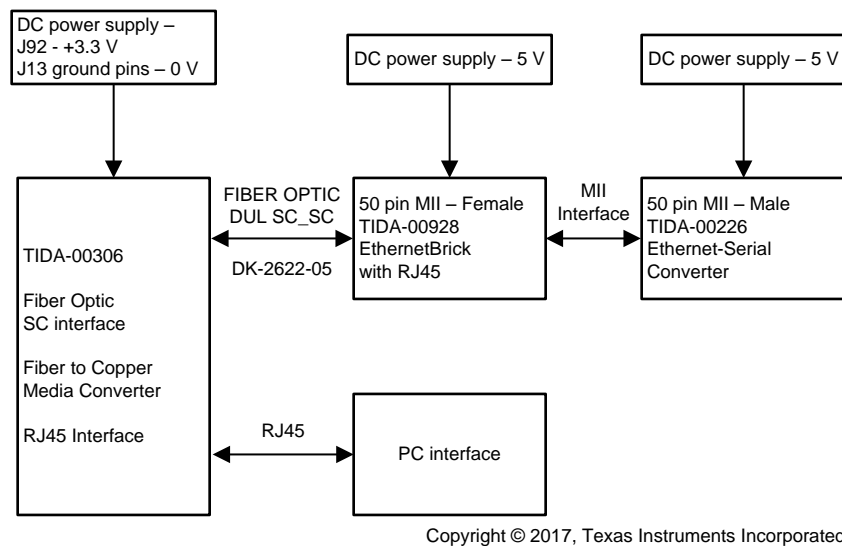 DC power supply –
J92 - +3.3 V
J13 ground pins – 0 V
DC power supply – 5 V
DC power supply – 5 V
TIDA-00306
Fiber Optic
SC interface
Fiber to Copper
Media Converter
RJ45 Interface
FIBER OPTIC
DUL SC_SC
DK-2622-05
50 pin MII – Female
TIDA-00928
EthernetBrick
with RJ45
MII
Interface
50 pin MII – Male
TIDA-00226
Ethernet-Serial
Converter
RJ45
PC interface
Copyright © 2017, Texas Instruments Incorporated